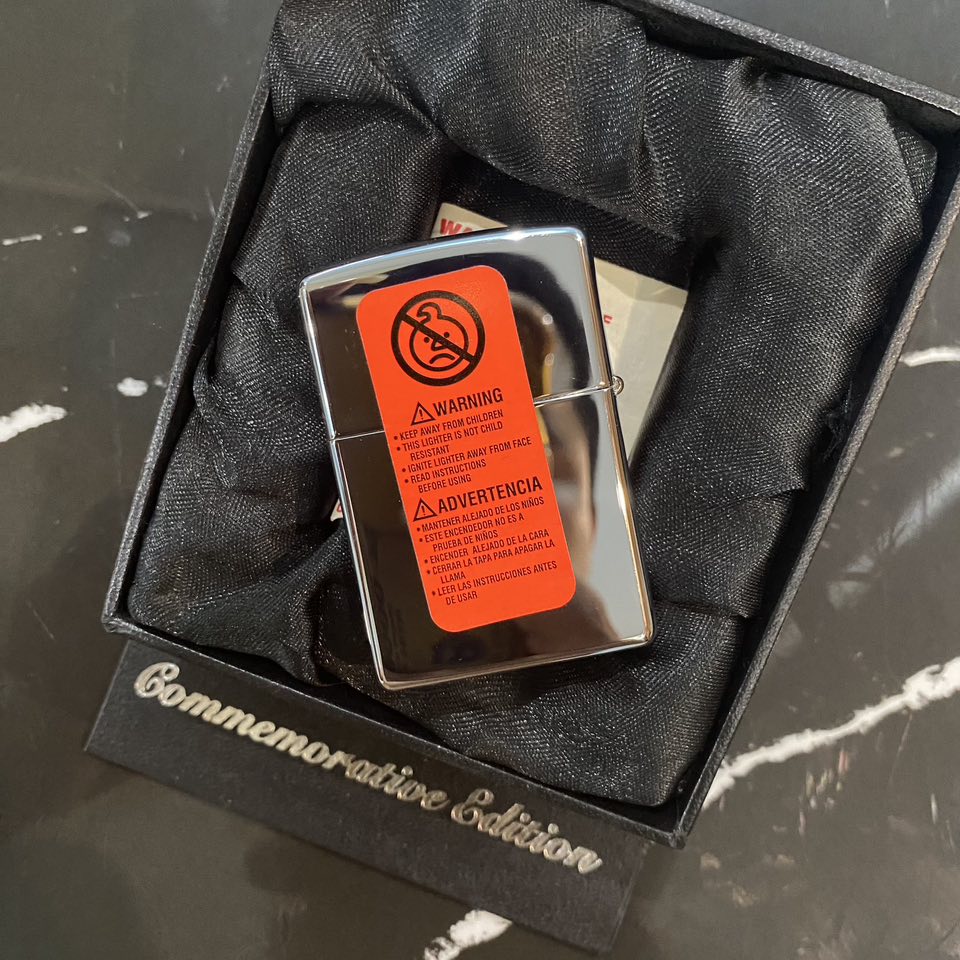 WARNING
• KEEP AWAY FROM CHILDREN
• THIS LIGHTER IS NOT CHILD
RESISTANT
• IGNITE LIGHTER AWAY FROM FACE
• READ INSTRUCTIONS
BEFORE USING
ADVERTENCIA
• MANTENER ALEJADO DE LOS NIÑOS
• ESTE ENCENDEDOR NO ES A
PRUEBA DE NIÑOS
• ENCENDER ALEJADO DE LA CARA
• CERRAR LA TAPA PARA APAGAR LA
LLAMA
• LEER LAS INSTRUCCIONES ANTES
DE USAR
Commemorative Edition